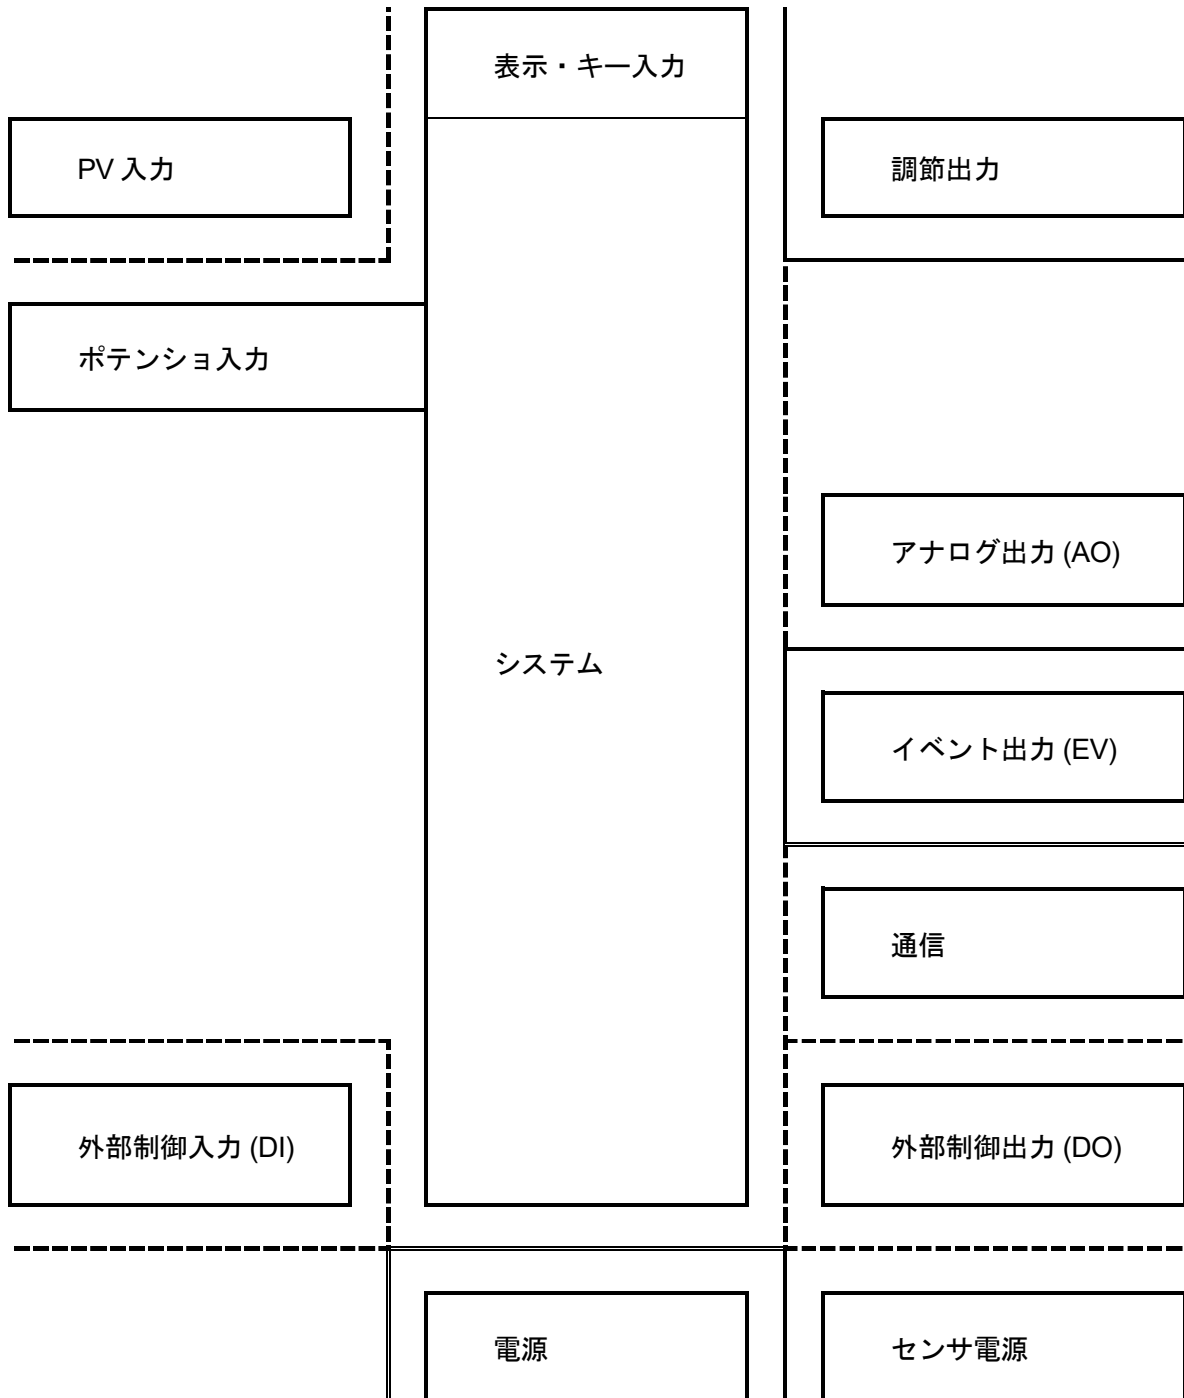 表示・キー入力
PV 入力
調節出力
ポテンショ入力
アナログ出力 (AO)
システム
イベント出力 (EV)
通信
外部制御入力 (DI)
外部制御出力 (DO)
電源
センサ電源